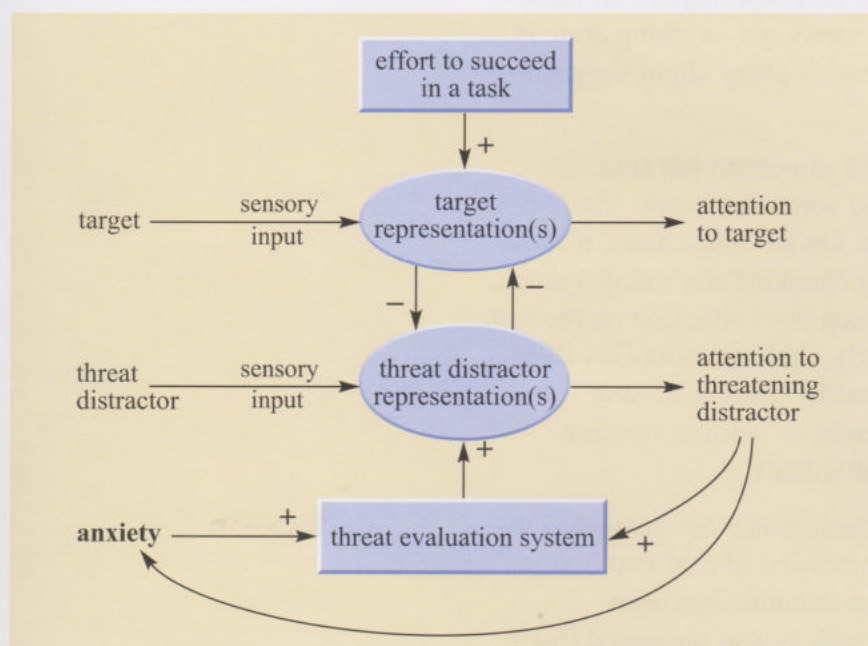 effort to succeed
in a task
+
target
sensory
input
target
representation(s)
attention
to target
−
−
threat
distractor
sensory
input
threat distractor
representation(s)
attention to
threatening
distractor
+
anxiety
+
threat evaluation system
+